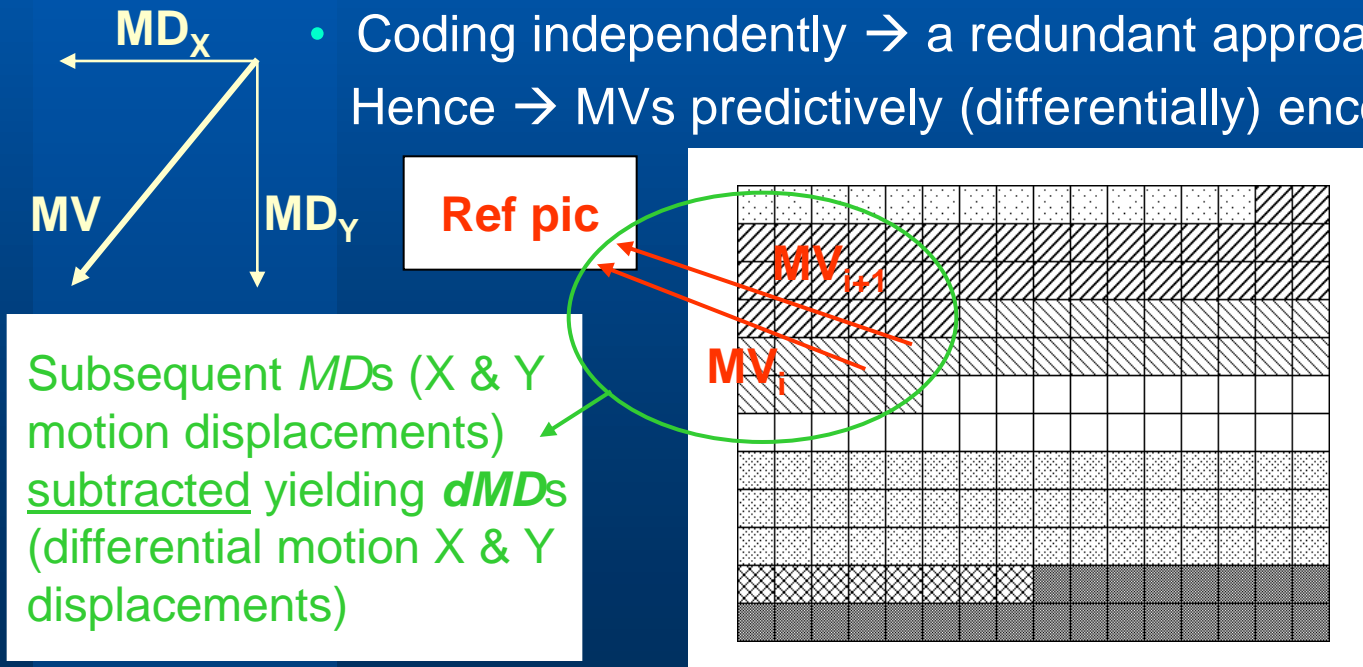 MDX
• Coding independently → a redundant approa
Hence → MVs predictively (differentially) enc
MV
MDY
Ref pic
MVi+1
MVi
Subsequent MDs (X & Y
motion displacements)
subtracted yielding dMDs
(differential motion X & Y
displacements)